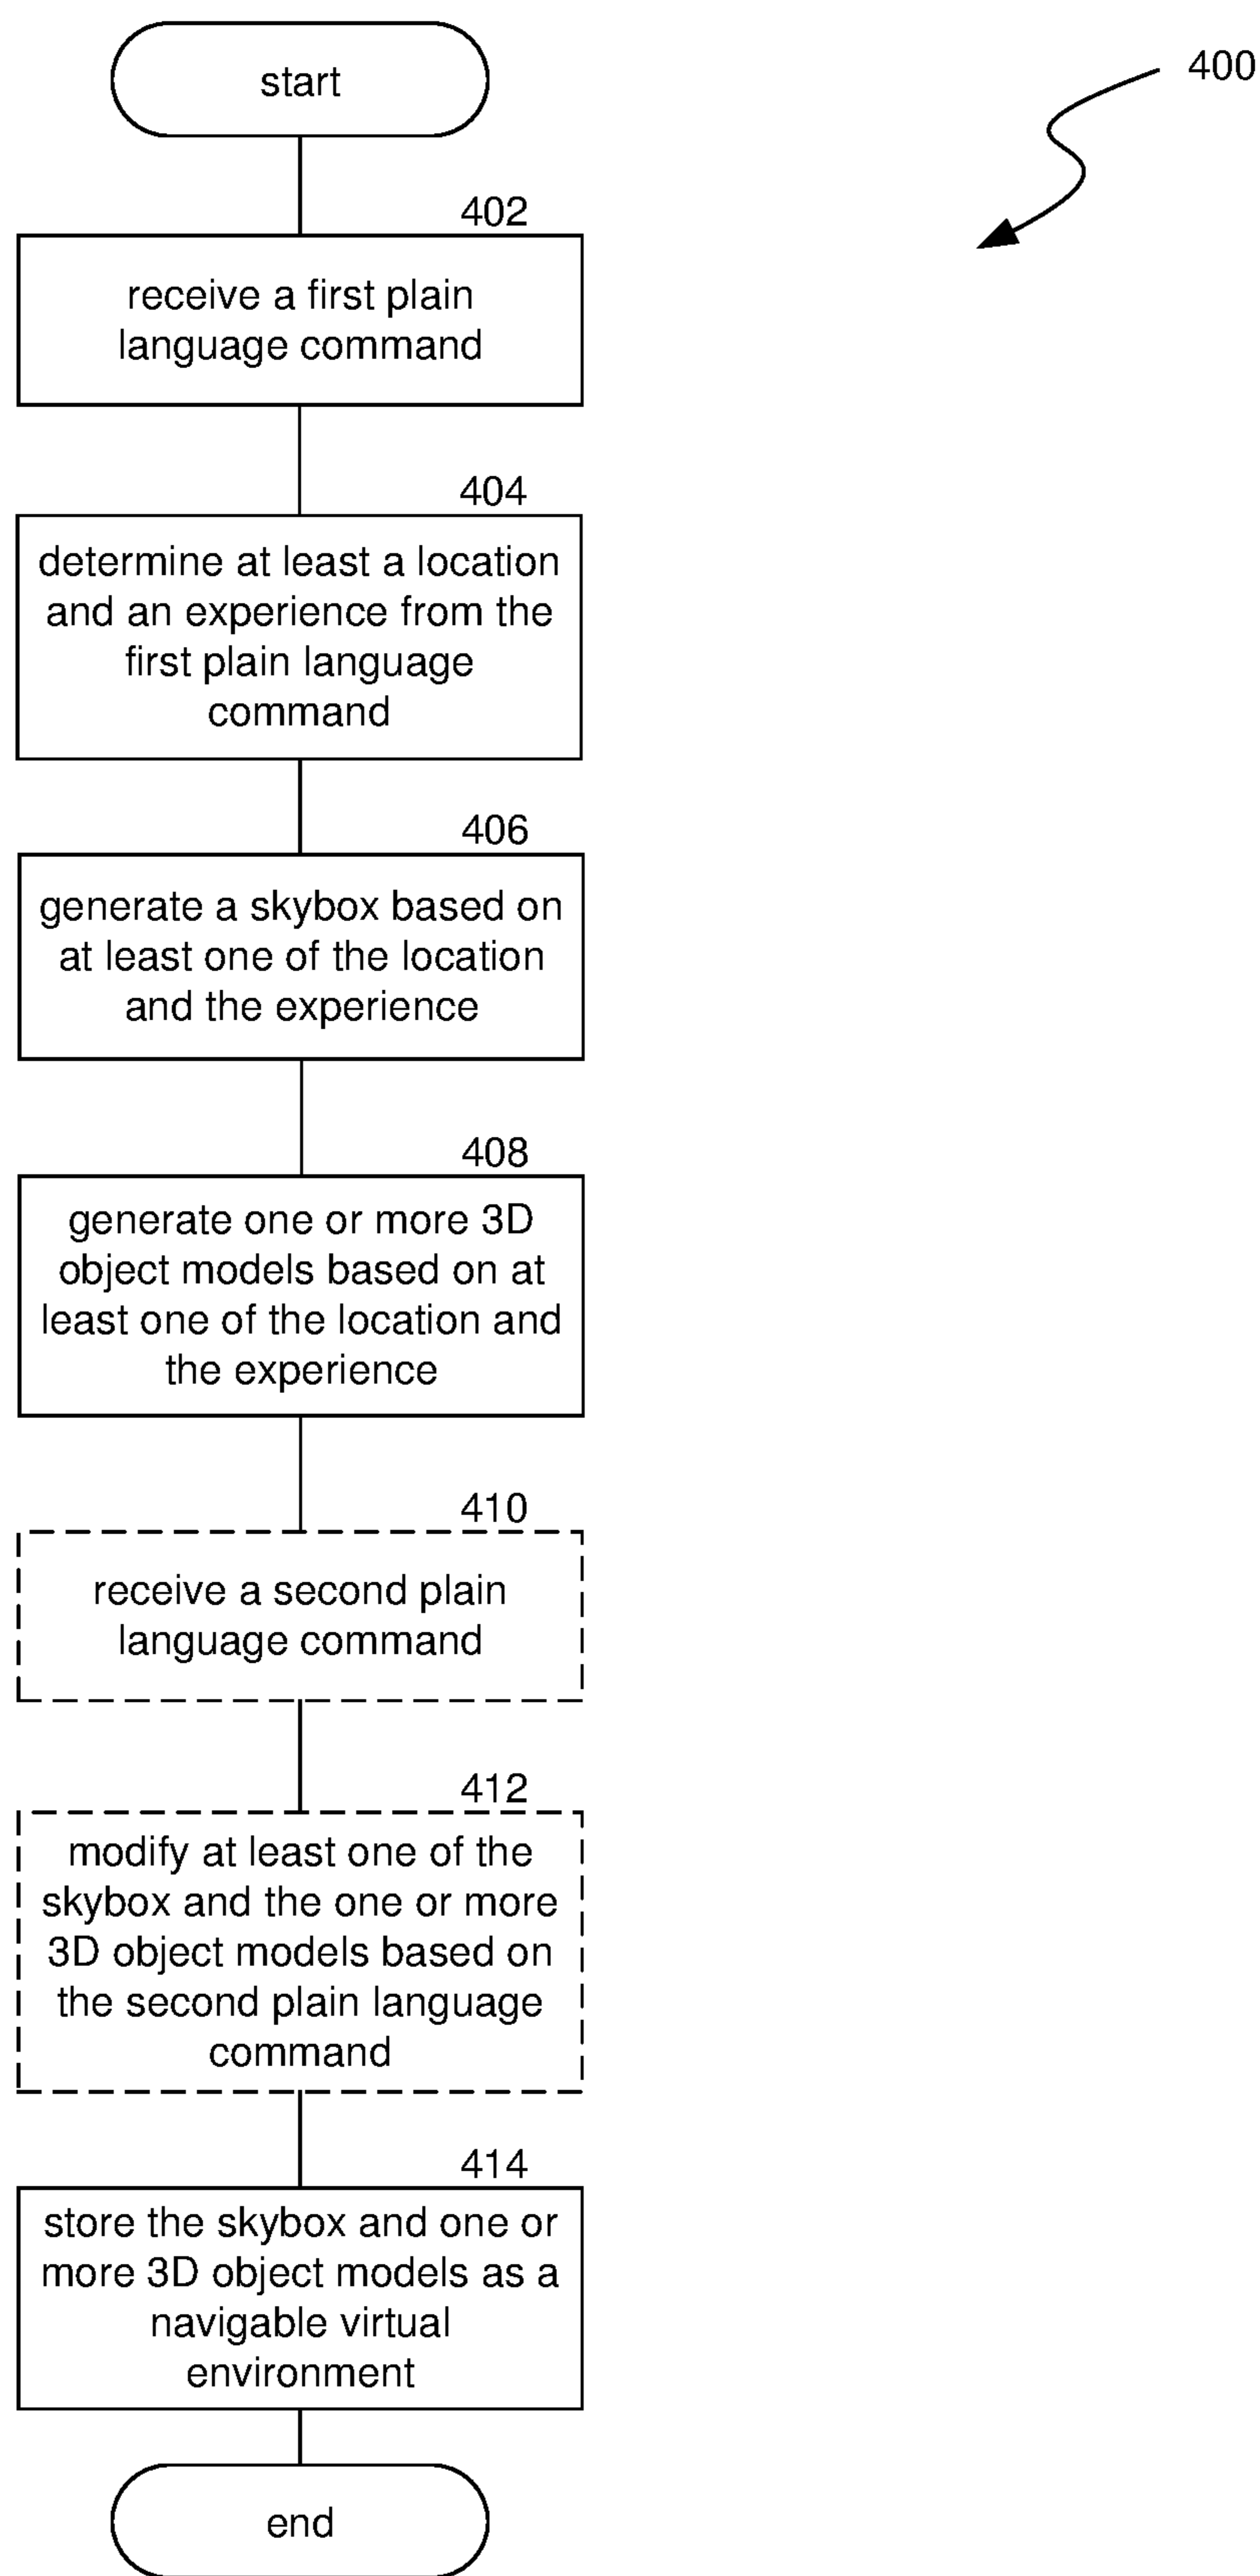 start
400
402
receive a first plain
language command
404
determine at least a location
and an experience from the
first plain language
command
406
generate a skybox based on
at least one of the location
and the experience
408
generate one or more 3D
object models based on at
least one of the location and
the experience
410
receive a second plain
language command
412
modify at least one of the
skybox and the one or more
3D object models based on
the second plain language
command
414
store the skybox and one or
more 3D object models as a
navigable virtual
environment
end